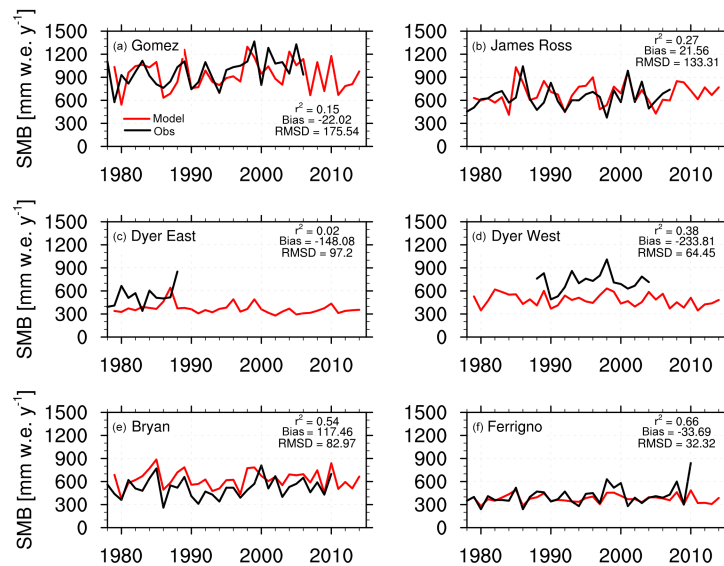 SMB [mm w.e. y⁻¹]
1500
1200
900
600
300
0
(a) Gomez
Model
Obs
r² = 0.15
Bias = -22.02
RMSD = 175.54
1980 1990 2000 2010
1500
1200
900
600
300
0
(b) James Ross
r² = 0.27
Bias = 21.56
RMSD = 133.31
1980 1990 2000 2010
SMB [mm w.e. y⁻¹]
1500
1200
900
600
300
0
(c) Dyer East
r² = 0.02
Bias = -148.08
RMSD = 97.2
1980 1990 2000 2010
1500
1200
900
600
300
0
(d) Dyer West
r² = 0.38
Bias = -233.81
RMSD = 64.45
1980 1990 2000 2010
SMB [mm w.e. y⁻¹]
1500
1200
900
600
300
0
(e) Bryan
r² = 0.54
Bias = 117.46
RMSD = 82.97
1980 1990 2000 2010
1500
1200
900
600
300
0
(f) Ferrigno
r² = 0.66
Bias = -33.69
RMSD = 32.32
1980 1990 2000 2010